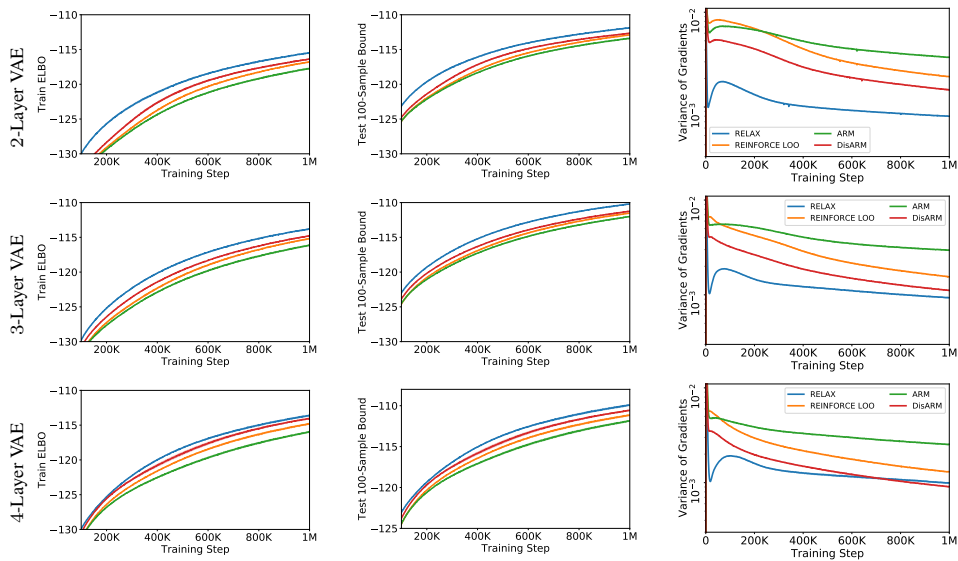 2-Layer VAE
Train ELBO
−110
−115
−120
−125
−130
200K 400K 600K 800K 1M
Training Step
Test 100-Sample Bound
−110
−115
−120
−125
−130
200K 400K 600K 800K 1M
Training Step
Variance of Gradients
10⁻²
10⁻³
RELAX
REINFORCE LOO
ARM
DisARM
0 200K 400K 600K 800K 1M
Training Step
3-Layer VAE
Train ELBO
−110
−115
−120
−125
−130
200K 400K 600K 800K 1M
Training Step
Test 100-Sample Bound
−110
−115
−120
−125
−130
200K 400K 600K 800K 1M
Training Step
Variance of Gradients
10⁻²
10⁻³
RELAX
REINFORCE LOO
ARM
DisARM
0 200K 400K 600K 800K 1M
Training Step
4-Layer VAE
Train ELBO
−110
−115
−120
−125
−130
200K 400K 600K 800K 1M
Training Step
Test 100-Sample Bound
−110
−115
−120
−125
200K 400K 600K 800K 1M
Training Step
Variance of Gradients
10⁻²
10⁻³
RELAX
REINFORCE LOO
ARM
DisARM
0 200K 400K 600K 800K 1M
Training Step